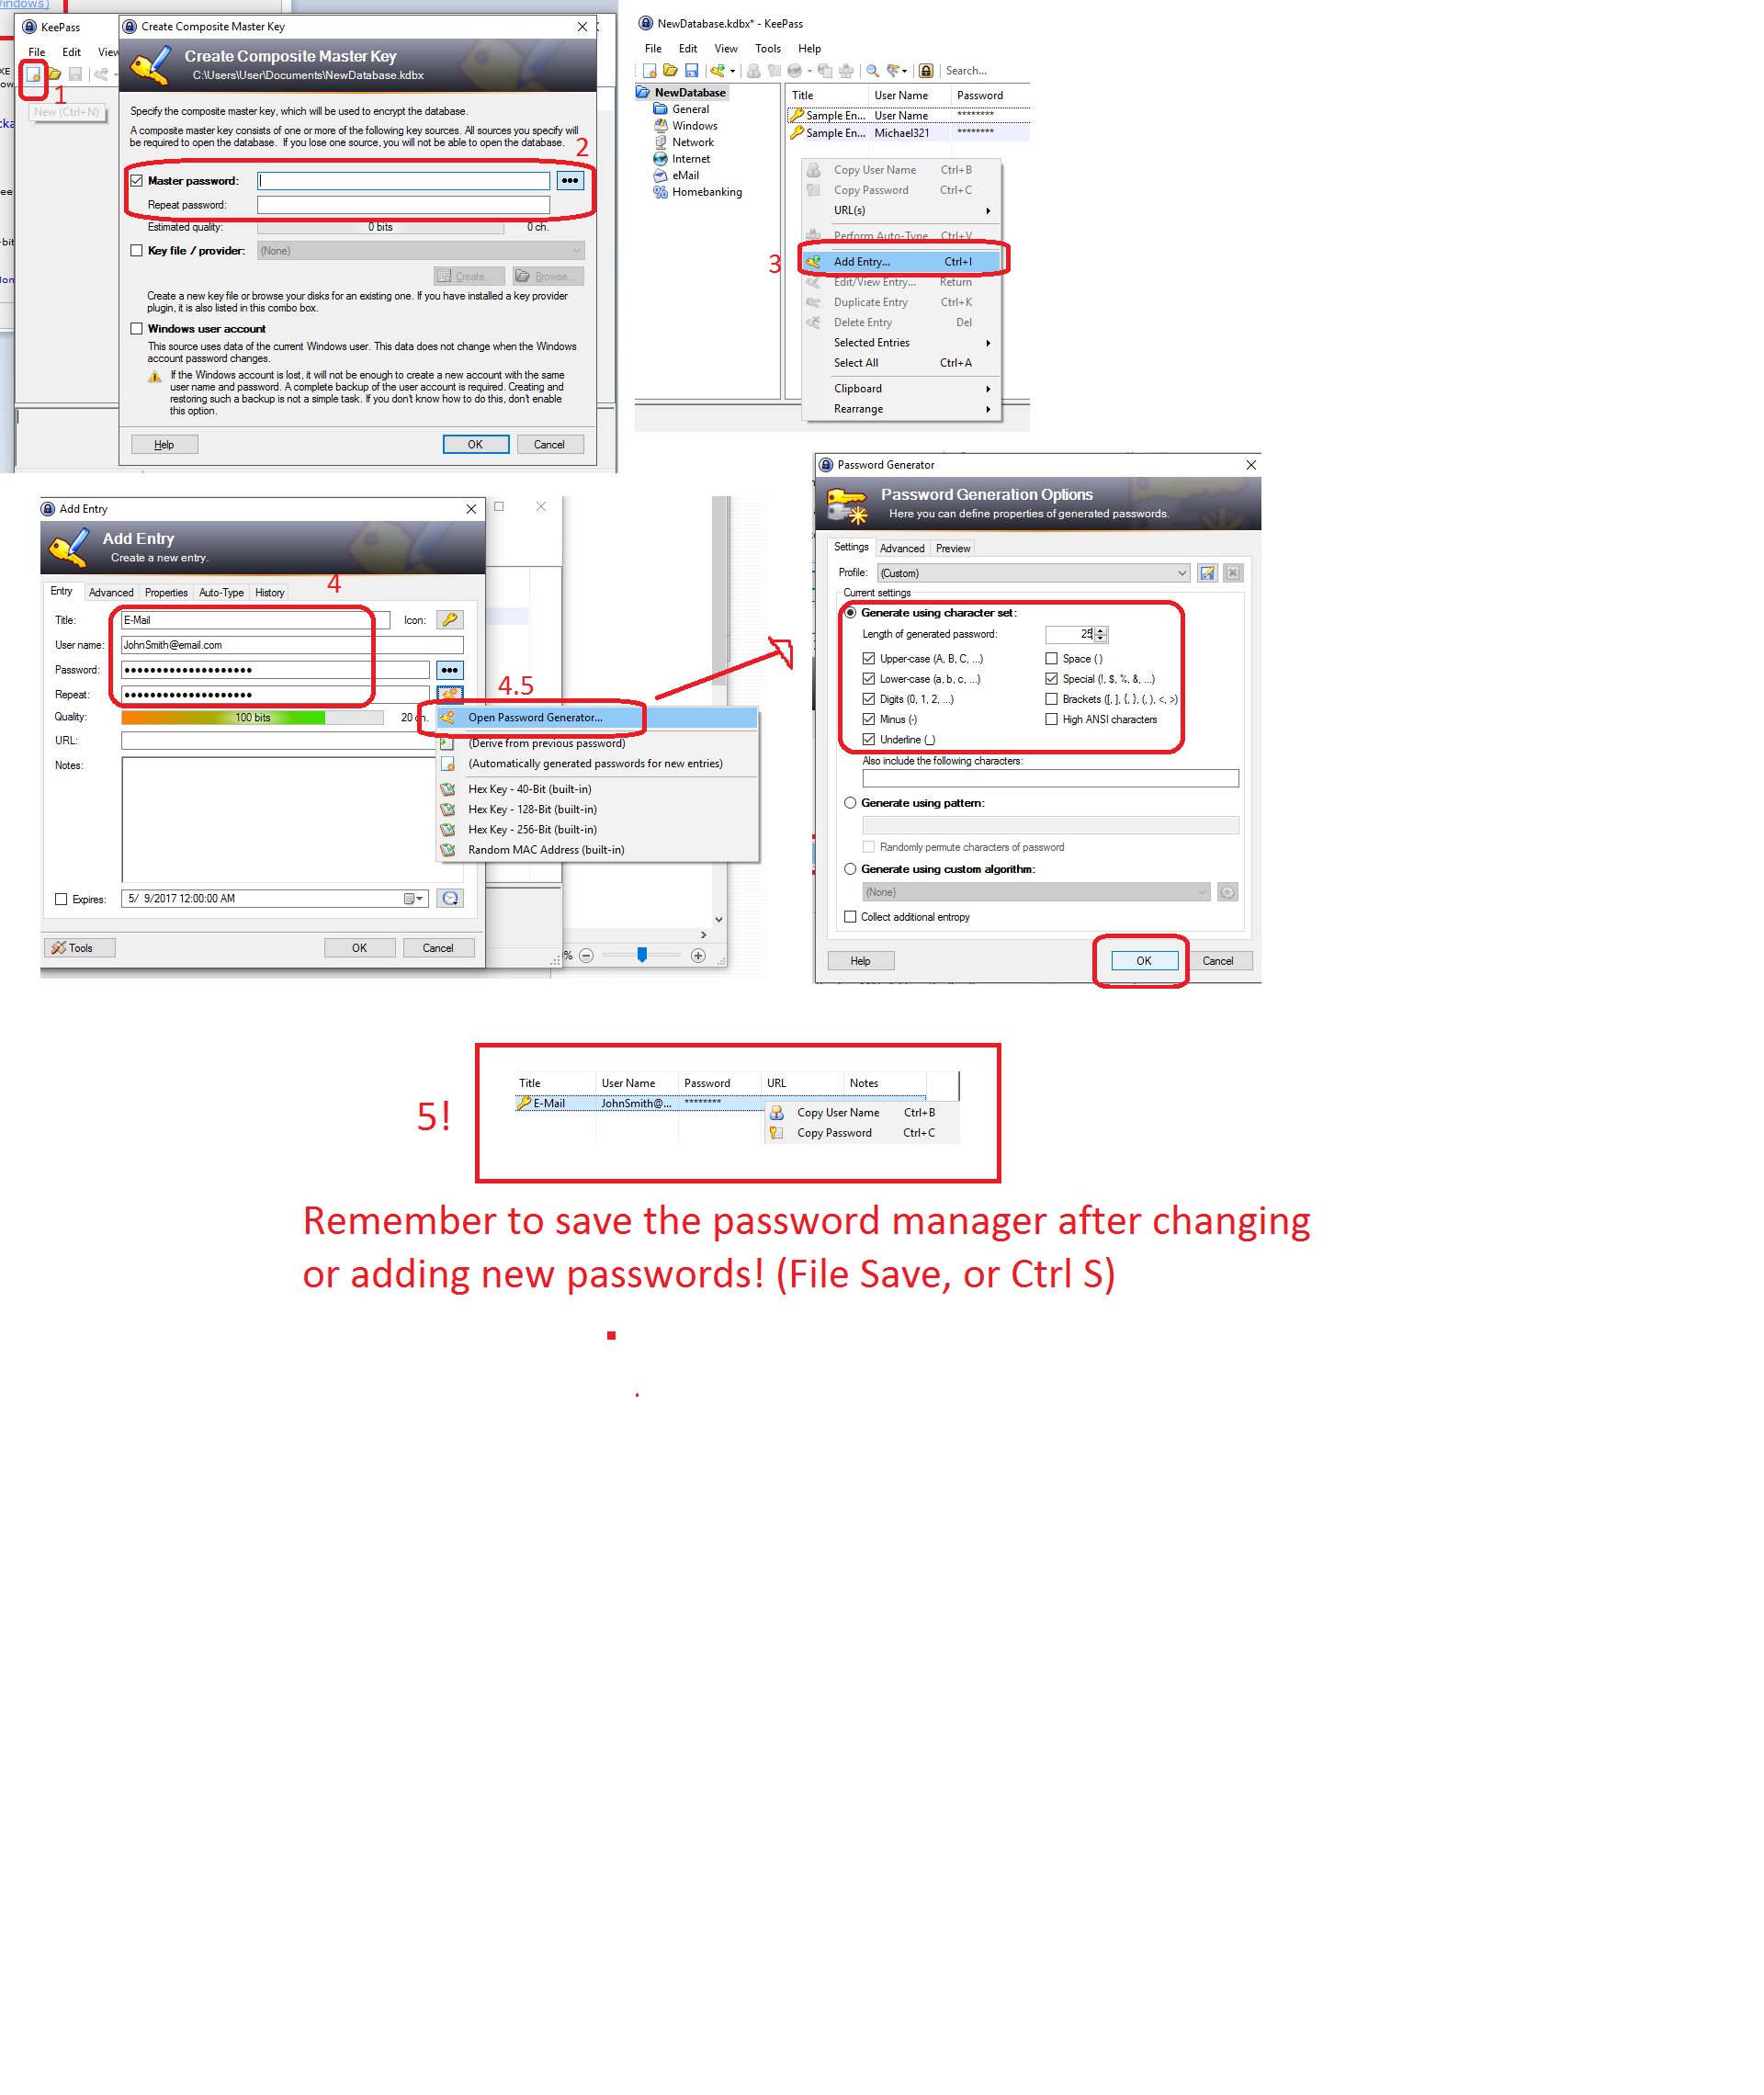 Windows)
KeePass
File Edit View
1
New (Ctrl+N)
Create Composite Master Key
Create Composite Master Key
C:\Users\User\Documents\NewDatabase.kdbx
Specify the composite master key, which will be used to encrypt the database.
A composite master key consists of one or more of the following key sources. All sources you specify will
be required to open the database. If you lose one source, you will not be able to open the database.
2
Master password:
Repeat password:
Estimated quality: 0 bits 0 ch.
Key file / provider: (None)
Create... Browse...
Create a new key file or browse your disks for an existing one. If you have installed a key provider
plugin, it is also listed in this combo box.
Windows user account
This source uses data of the current Windows user. This data does not change when the Windows
account password changes.
If the Windows account is lost, it will not be enough to create a new account with the same
user name and password. A complete backup of the user account is required. Creating and
restoring such a backup is not a simple task. If you don't know how to do this, don't enable
this option.
Help OK Cancel
NewDatabase.kdbx* - KeePass
File Edit View Tools Help
Search...
NewDatabase
General
Windows
Network
Internet
eMail
Homebanking
Title User Name Password
Sample En... User Name ********
Sample En... Michael321 ********
Copy User Name Ctrl+B
Copy Password Ctrl+C
URL(s)
Perform Auto-Type Ctrl+V
3
Add Entry... Ctrl+I
Edit/View Entry... Return
Duplicate Entry Ctrl+K
Delete Entry Del
Selected Entries
Select All Ctrl+A
Clipboard
Rearrange
Add Entry
Add Entry
Create a new entry.
4
Entry Advanced Properties Auto-Type History
Title: E-Mail Icon:
User name: JohnSmith@email.com
Password: ••••••••••••••••••••
Repeat: ••••••••••••••••••••
Quality: 100 bits 20 ch.
URL:
Notes:
Expires: 5/ 9/2017 12:00:00 AM
Tools OK Cancel
4.5
Open Password Generator...
(Derive from previous password)
(Automatically generated passwords for new entries)
Hex Key - 40-Bit (built-in)
Hex Key - 128-Bit (built-in)
Hex Key - 256-Bit (built-in)
Random MAC Address (built-in)
%
Password Generator
Password Generation Options
Here you can define properties of generated passwords.
Settings Advanced Preview
Profile: (Custom)
Current settings
Generate using character set:
Length of generated password: 25
Upper-case (A, B, C, ...) Space ( )
Lower-case (a, b, c, ...) Special (!, $, %, &, ...)
Digits (0, 1, 2, ...) Brackets ([, ], {, }, (, ), <, >)
Minus (-) High ANSI characters
Underline (_)
Also include the following characters:
Generate using pattern:
Randomly permute characters of password
Generate using custom algorithm:
(None)
Collect additional entropy
Help OK Cancel
5!
Title User Name Password URL Notes
E-Mail JohnSmith@... ********
Copy User Name Ctrl+B
Copy Password Ctrl+C
Remember to save the password manager after changing
or adding new passwords! (File Save, or Ctrl S)